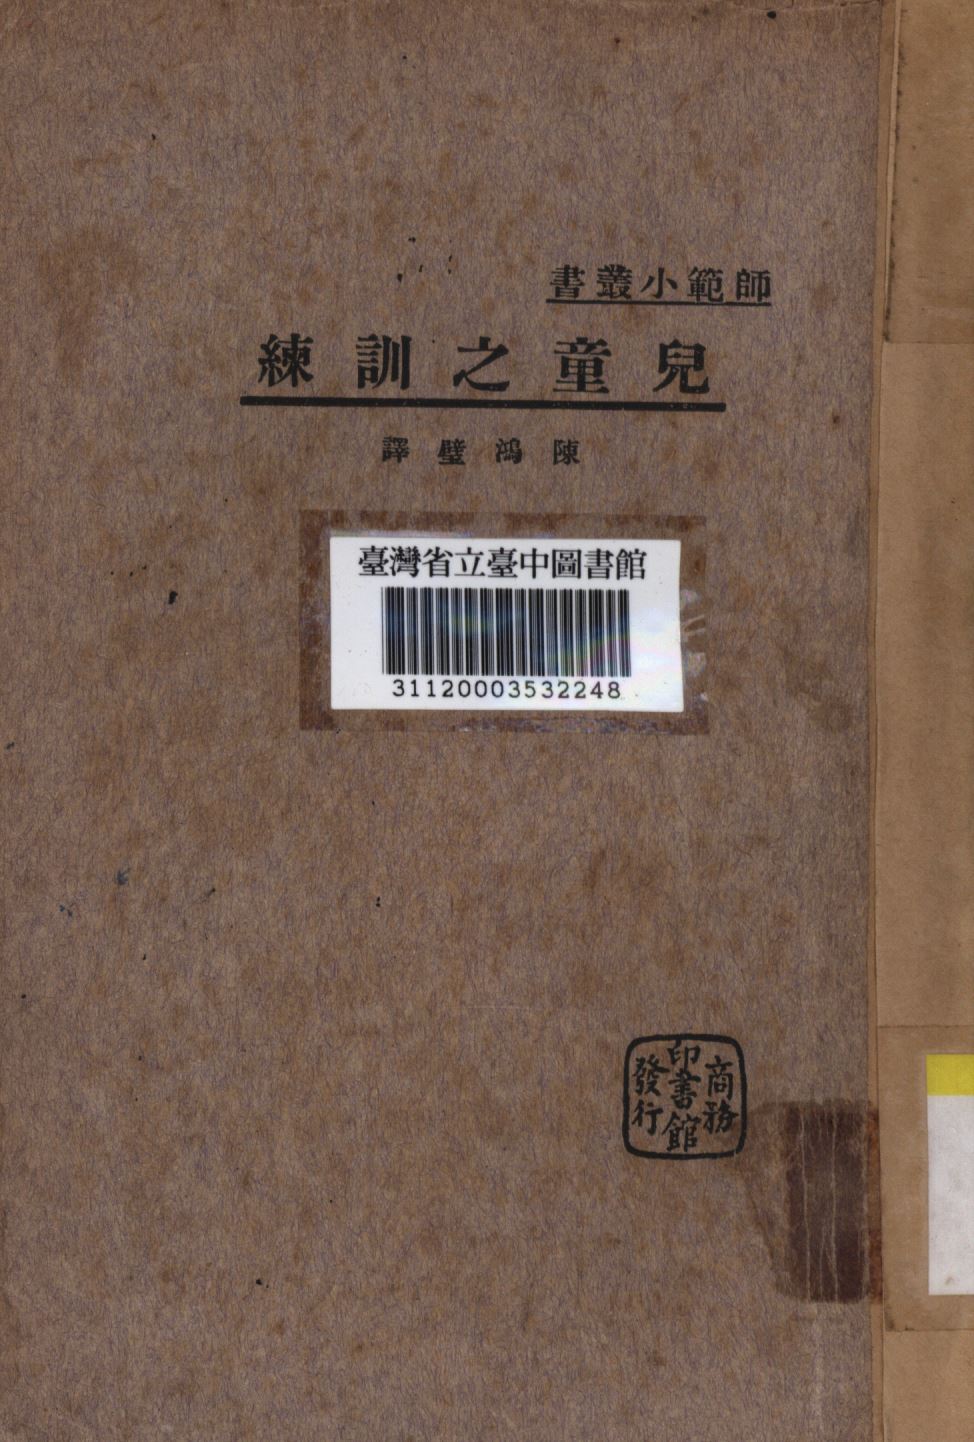 師範小叢書
兒童之訓練
陳鴻璧譯
臺灣省立臺中圖書館
31120003532248
商務
印書館
發行